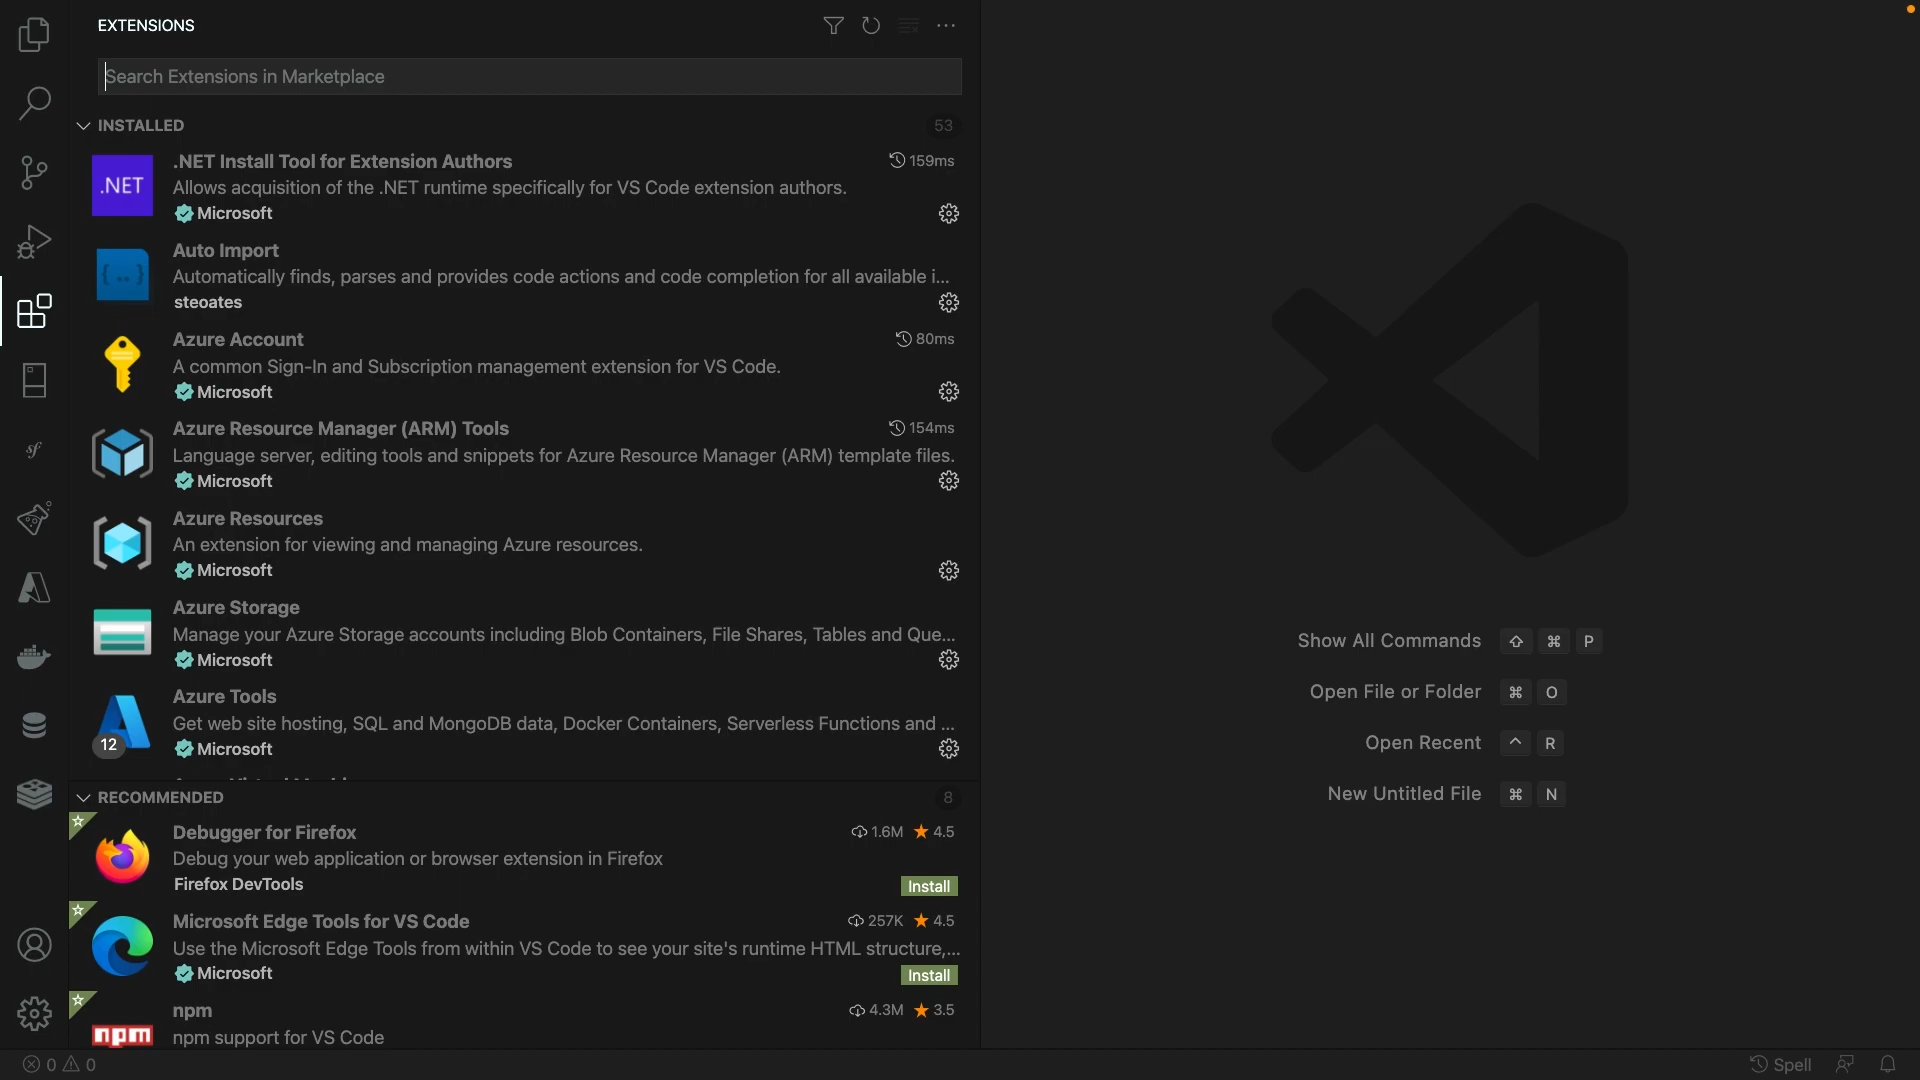 EXTENSIONS
Search Extensions in Marketplace
INSTALLED 53
.NET
.NET Install Tool for Extension Authors 159ms
Allows acquisition of the .NET runtime specifically for VS Code extension authors.
Microsoft
{..}
Auto Import
Automatically finds, parses and provides code actions and code completion for all available i...
steoates
Azure Account 80ms
A common Sign-In and Subscription management extension for VS Code.
Microsoft
Azure Resource Manager (ARM) Tools 154ms
Language server, editing tools and snippets for Azure Resource Manager (ARM) template files.
Microsoft
Azure Resources
An extension for viewing and managing Azure resources.
Microsoft
Azure Storage
Manage your Azure Storage accounts including Blob Containers, File Shares, Tables and Que...
Microsoft
Azure Tools
Get web site hosting, SQL and MongoDB data, Docker Containers, Serverless Functions and ...
12
Microsoft
RECOMMENDED 8
Debugger for Firefox 1.6M ★ 4.5
Debug your web application or browser extension in Firefox
Firefox DevTools Install
Microsoft Edge Tools for VS Code 257K ★ 4.5
Use the Microsoft Edge Tools from within VS Code to see your site's runtime HTML structure,...
Microsoft Install
npm 4.3M ★ 3.5
npm
npm support for VS Code
sf
Show All Commands ⇧ ⌘ P
Open File or Folder ⌘ O
Open Recent ^ R
New Untitled File ⌘ N
0 0
Spell